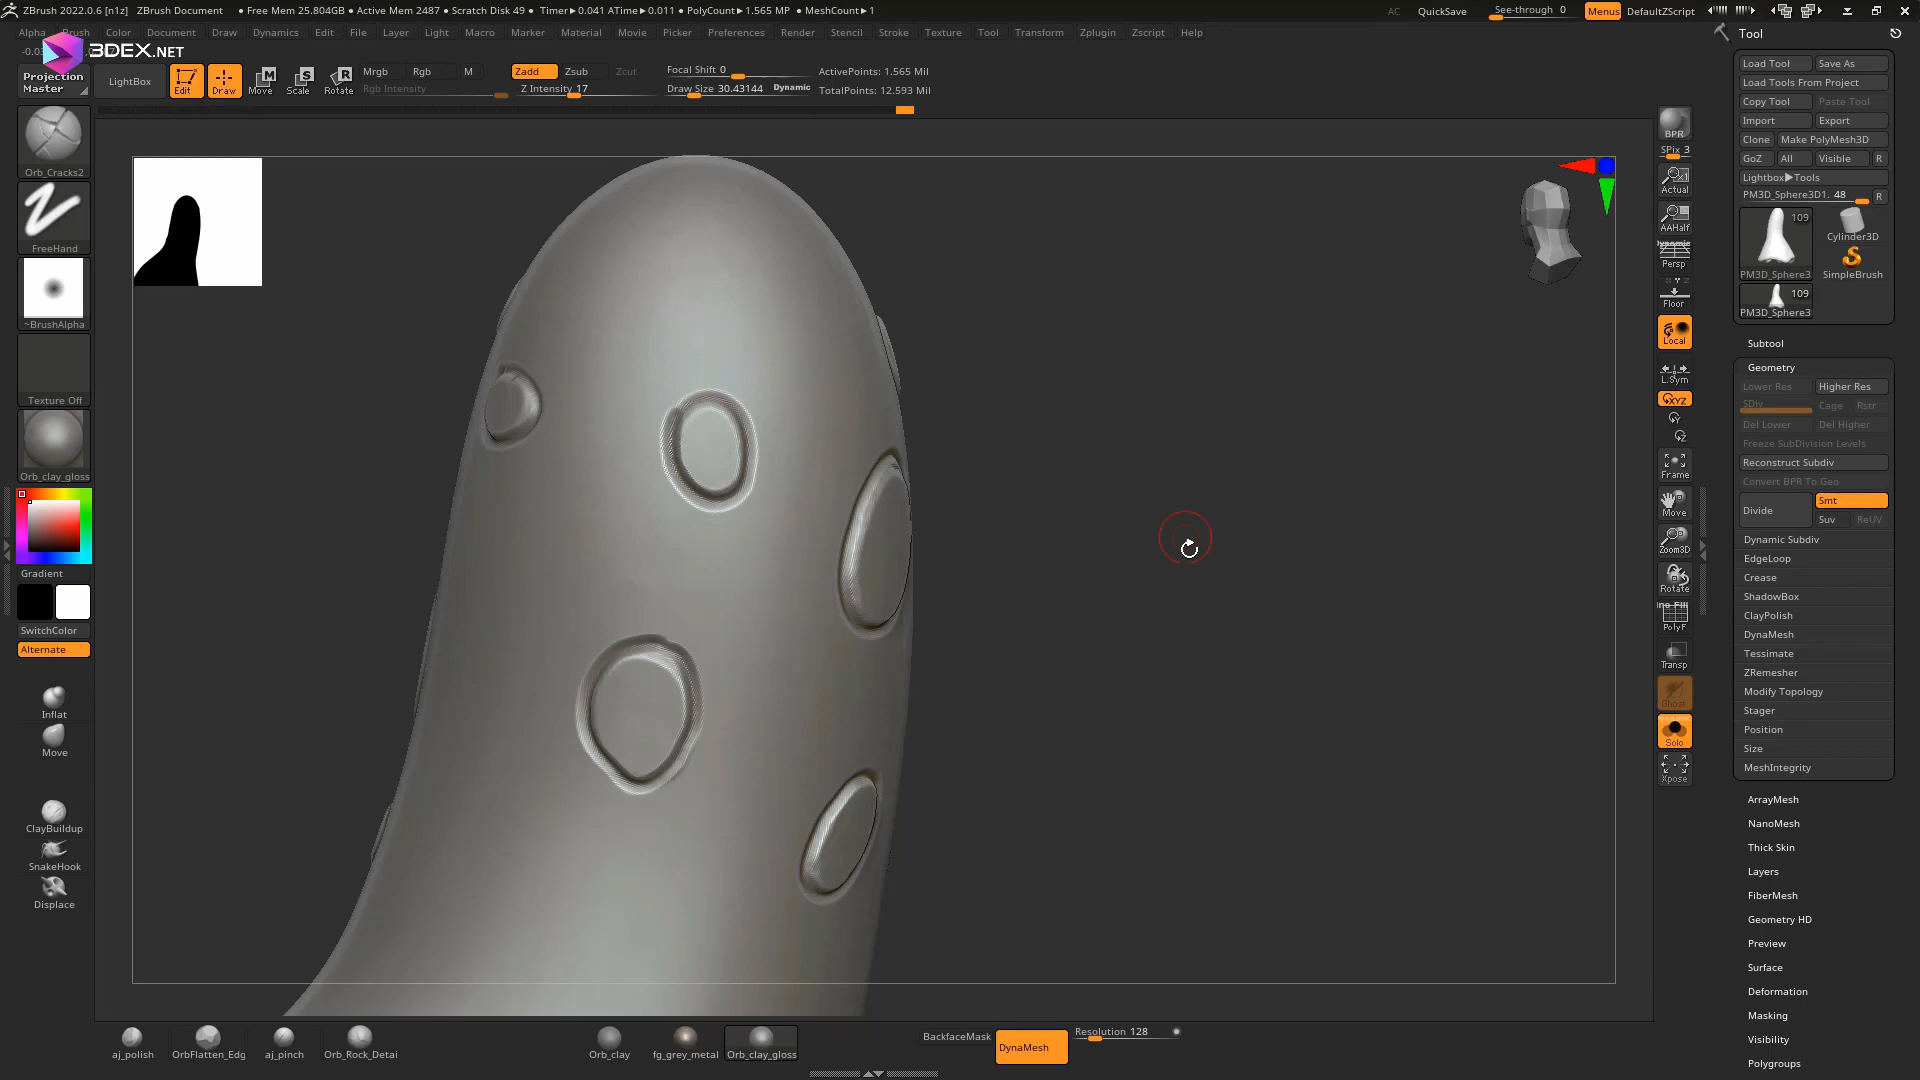 ZBrush 2022.0.6 [n1z] ZBrush Document ● Free Mem 25.804GB ● Active Mem 2487 ● Scratch Disk 49 ● Timer▶0.041 ATime▶0.011 ● PolyCount▶1.565 MP ● MeshCount▶1 AC QuickSave See-through 0 Menus DefaultZScript
Alpha Brush Color Document Draw Dynamics Edit File Layer Light Macro Marker Material Movie Picker Preferences Render Stencil Stroke Texture Tool Transform Zplugin Zscript Help
3DEX.NET
Projection Master
LightBox
Edit Draw Move Scale Rotate
Mrgb Rgb M
Rgb Intensity
Zadd Zsub Zcut
Z Intensity 17
Focal Shift 0
Draw Size 30.43144 Dynamic
ActivePoints: 1.565 Mil
TotalPoints: 12.593 Mil
Orb_Cracks2
FreeHand
~BrushAlpha
Texture Off
Orb_clay_gloss
Gradient
SwitchColor
Alternate
Inflat
Move
ClayBuildup
SnakeHook
Displace
BPR
SPix 3
Actual
AAHalf
Persp
Floor
Local
L.Sym
XYZ
Frame
Move
Zoom3D
Rotate
PolyF
Transp
Ghost
Solo
Xpose
Tool
Load Tool Save As
Load Tools From Project
Copy Tool Paste Tool
Import Export
Clone Make PolyMesh3D
GoZ All Visible R
Lightbox▶Tools
PM3D_Sphere3D1. 48 R
109
Cylinder3D
PM3D_Sphere3 SimpleBrush
109
PM3D_Sphere3
Subtool
Geometry
Lower Res Higher Res
SDiv Cage Rstr
Del Lower Del Higher
Freeze SubDivision Levels
Reconstruct Subdiv
Convert BPR To Geo
Divide Smt
Suv ReUV
Dynamic Subdiv
EdgeLoop
Crease
ShadowBox
ClayPolish
DynaMesh
Tessimate
ZRemesher
Modify Topology
Stager
Position
Size
MeshIntegrity
ArrayMesh
NanoMesh
Thick Skin
Layers
FiberMesh
Geometry HD
Preview
Surface
Deformation
Masking
Visibility
Polygroups
aj_polish OrbFlatten_Edg aj_pinch Orb_Rock_Detai Orb_clay fg_grey_metal Orb_clay_gloss
BackfaceMask DynaMesh Resolution 128